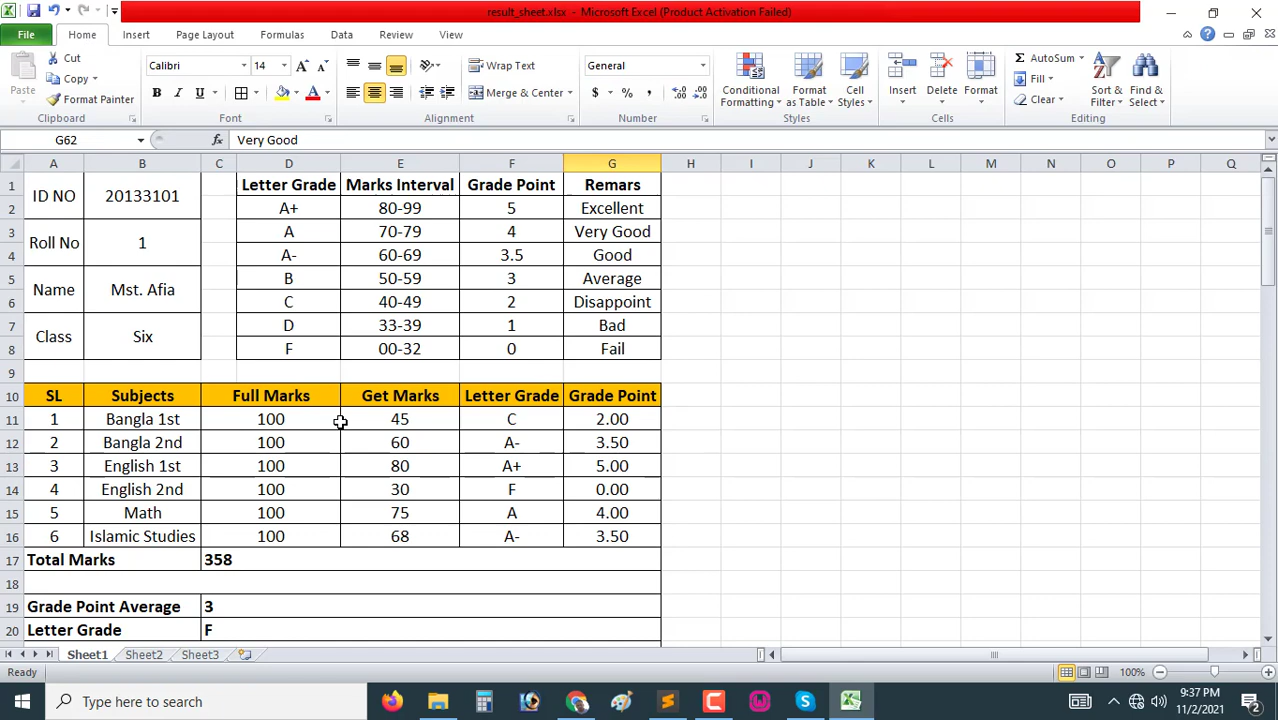 result_sheet.xlsx - Microsoft Excel (Product Activation Failed)
File Home Insert Page Layout Formulas Data Review View
Paste Cut Copy Format Painter Clipboard
Calibri 14 A A B I U A Font
Wrap Text Merge & Center Alignment
General $ % , .0 .00 .00 .0 Number
Conditional Formatting Format as Table Cell Styles Styles
Insert Delete Format Cells
Σ AutoSum Fill Clear Sort & Filter Find & Select Editing
G62 fx Very Good
A B C D E F G H I J K L M N O P Q
1 ID NO 20133101 Letter Grade Marks Interval Grade Point Remars
2 A+ 80-99 5 Excellent
3 Roll No 1 A 70-79 4 Very Good
4 A- 60-69 3.5 Good
5 Name Mst. Afia B 50-59 3 Average
6 C 40-49 2 Disappoint
7 Class Six D 33-39 1 Bad
8 F 00-32 0 Fail
9
10 SL Subjects Full Marks Get Marks Letter Grade Grade Point
11 1 Bangla 1st 100 45 C 2.00
12 2 Bangla 2nd 100 60 A- 3.50
13 3 English 1st 100 80 A+ 5.00
14 4 English 2nd 100 30 F 0.00
15 5 Math 100 75 A 4.00
16 6 Islamic Studies 100 68 A- 3.50
17 Total Marks 358
18
19 Grade Point Average 3
20 Letter Grade F
Sheet1 Sheet2 Sheet3
Ready 100%
Type here to search 9:37 PM
11/2/2021 2